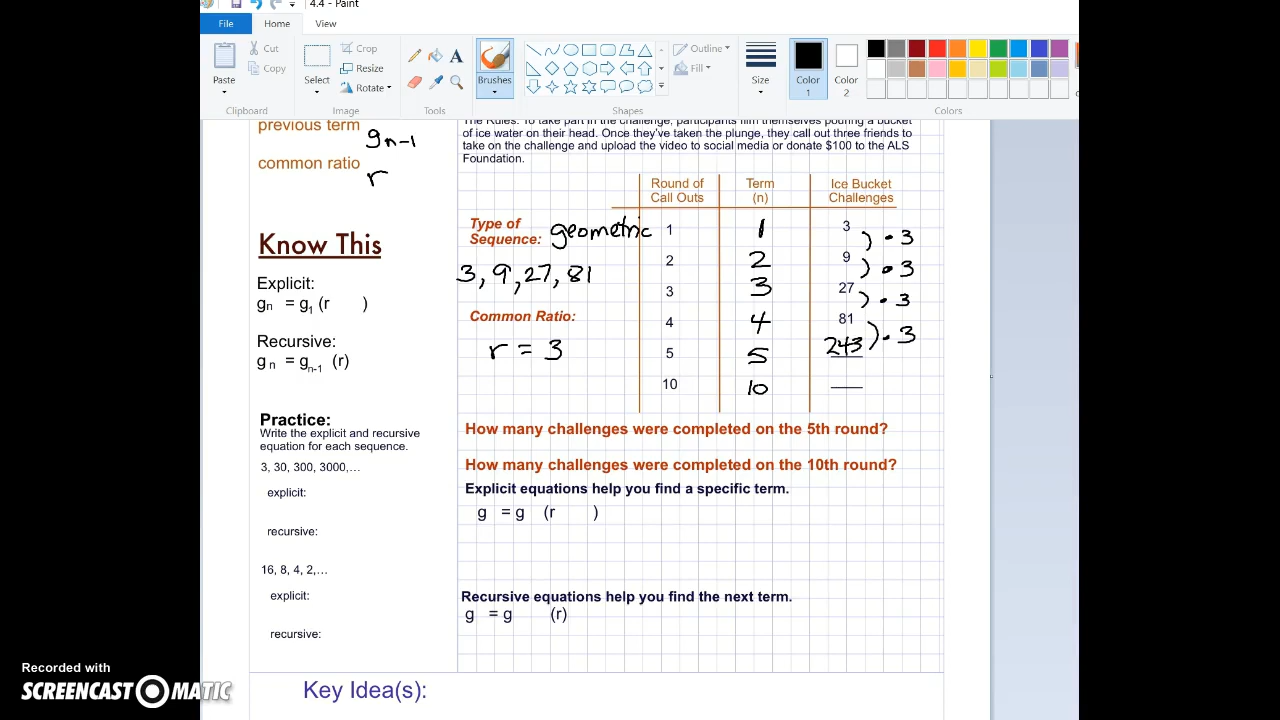 4.4 - Paint
File Home View
Paste
Cut
Copy
Clipboard
Select
Crop
Resize
Rotate
Image
A
Tools
Brushes
Outline
Fill
Shapes
Size
Color
1
Color
2
Colors
previous term gn-1
common ratio r
Know This
Explicit:
gn = g1 (r )
Recursive:
gn = gn-1 (r)
Practice:
Write the explicit and recursive
equation for each sequence.
3, 30, 300, 3000,...
explicit:
recursive:
16, 8, 4, 2,...
explicit:
recursive:
The Rules: To take part in the challenge, participants film themselves pouring a bucket
of ice water on their head. Once they've taken the plunge, they call out three friends to
take on the challenge and upload the video to social media or donate $100 to the ALS
Foundation.
Type of
Sequence: geometric
3, 9, 27, 81
Common Ratio:
r = 3
Round of
Call Outs
Term
(n)
Ice Bucket
Challenges
1 1 3 ) · 3
2 2 9 ) · 3
3 3 27 ) · 3
4 4 81 ) · 3
5 5 243
10 10
How many challenges were completed on the 5th round?
How many challenges were completed on the 10th round?
Explicit equations help you find a specific term.
g = g (r )
Recursive equations help you find the next term.
g = g (r)
Key Idea(s):
Recorded with
SCREENCAST O MATIC